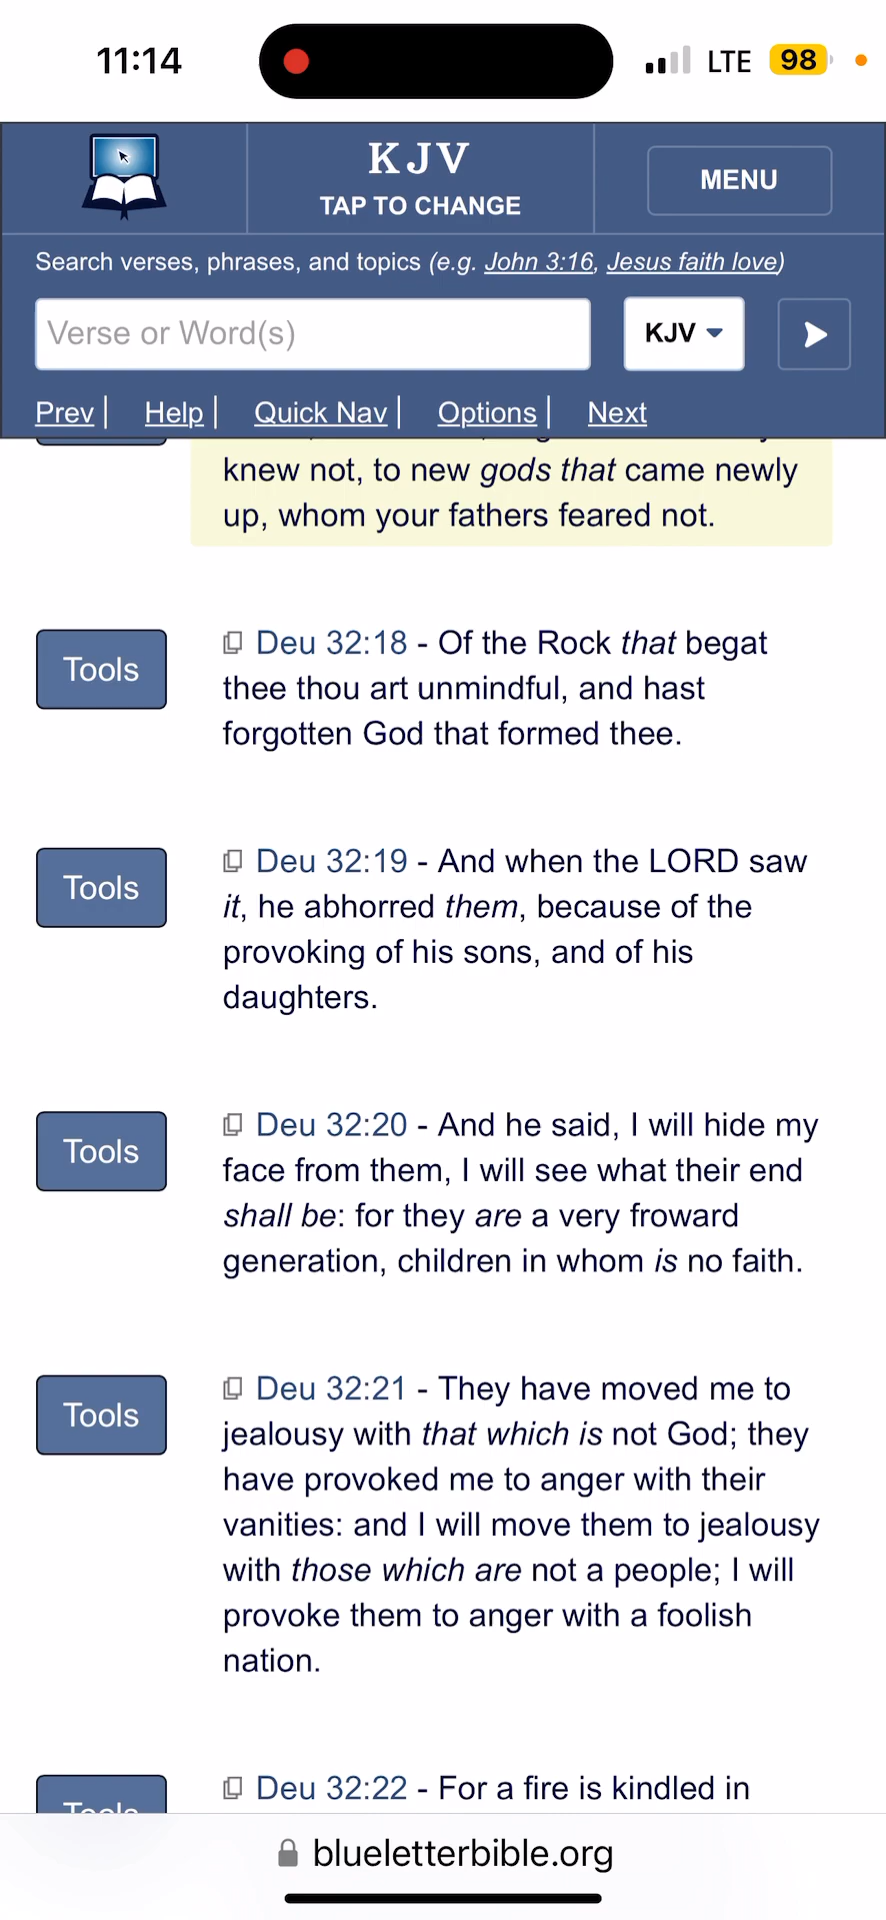 11:14
LTE 98
KJV
TAP TO CHANGE
MENU
Search verses, phrases, and topics (e.g. John 3:16, Jesus faith love)
Verse or Word(s)
KJV
Prev | Help | Quick Nav | Options | Next
knew not, to new gods that came newly
up, whom your fathers feared not.
Tools
Deu 32:18 - Of the Rock that begat
thee thou art unmindful, and hast
forgotten God that formed thee.
Tools
Deu 32:19 - And when the LORD saw
it, he abhorred them, because of the
provoking of his sons, and of his
daughters.
Tools
Deu 32:20 - And he said, I will hide my
face from them, I will see what their end
shall be: for they are a very froward
generation, children in whom is no faith.
Tools
Deu 32:21 - They have moved me to
jealousy with that which is not God; they
have provoked me to anger with their
vanities: and I will move them to jealousy
with those which are not a people; I will
provoke them to anger with a foolish
nation.
Tools
Deu 32:22 - For a fire is kindled in
blueletterbible.org